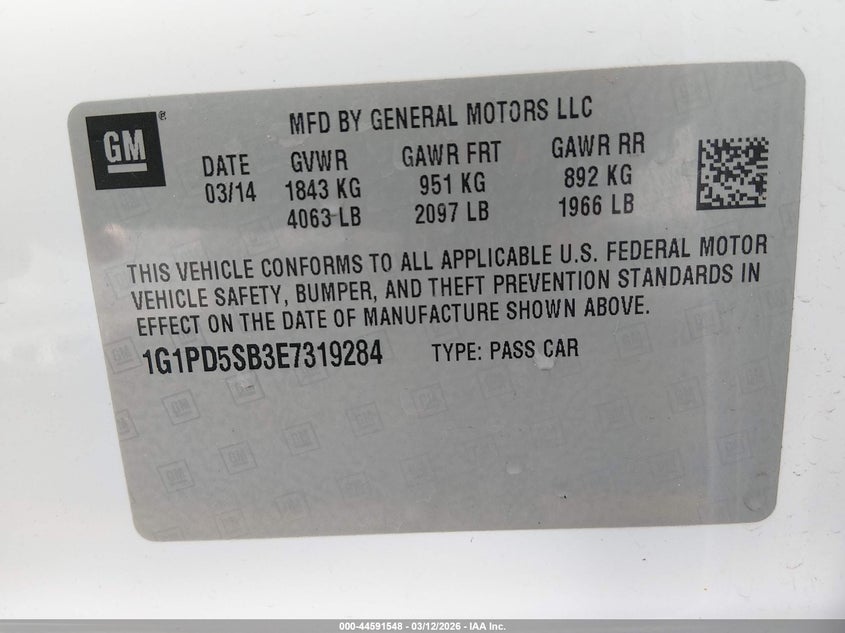 GM®
MFD BY GENERAL MOTORS LLC
DATE GVWR GAWR FRT GAWR RR
03/14 1843 KG 951 KG 892 KG
4063 LB 2097 LB 1966 LB
THIS VEHICLE CONFORMS TO ALL APPLICABLE U.S. FEDERAL MOTOR
VEHICLE SAFETY, BUMPER, AND THEFT PREVENTION STANDARDS IN
EFFECT ON THE DATE OF MANUFACTURE SHOWN ABOVE.
1G1PD5SB3E7319284 TYPE: PASS CAR
000-44591548 - 03/12/2026 - IAA Inc.